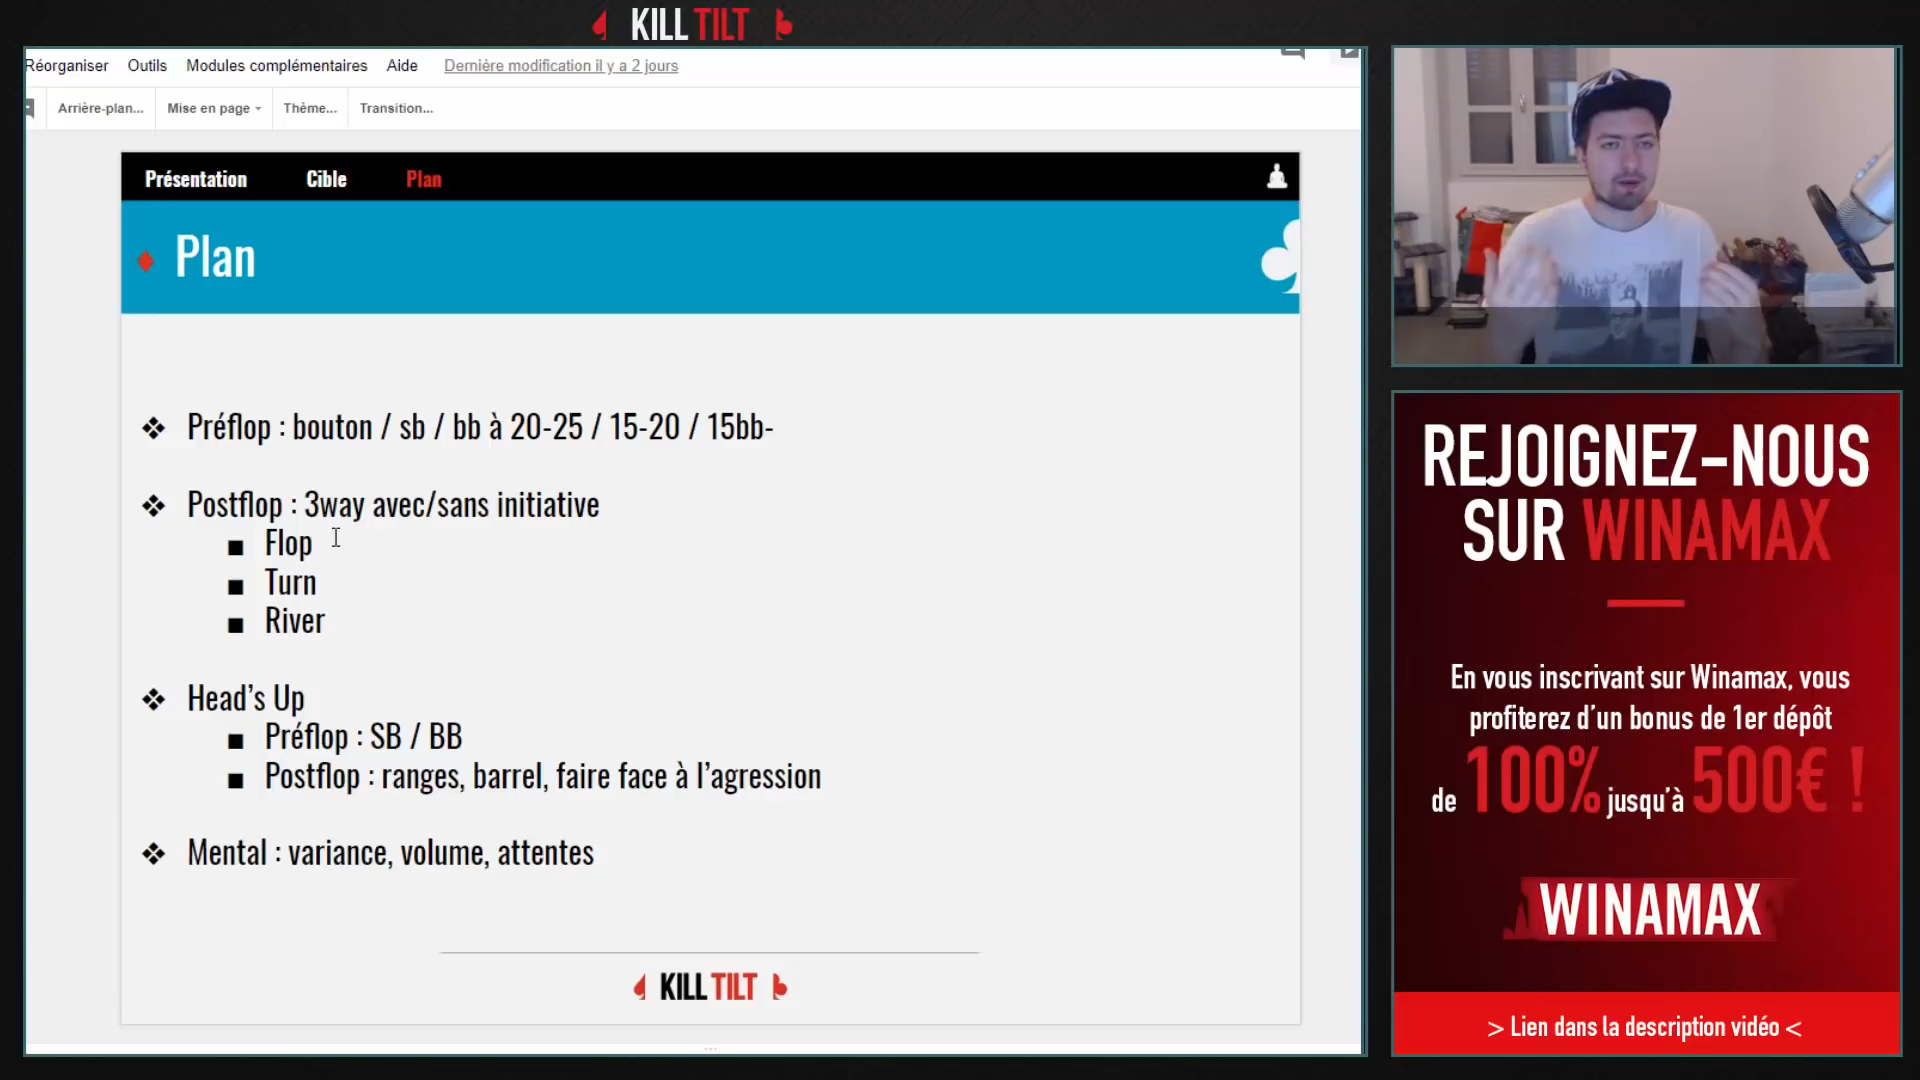 KILL TILT
Réorganiser Outils Modules complémentaires Aide Dernière modification il y a 2 jours
Arrière-plan... Mise en page Thème... Transition...
Présentation Cible Plan
Plan
Préflop : bouton / sb / bb à 20-25 / 15-20 / 15bb-
Postflop : 3way avec/sans initiative
Flop
Turn
River
Head's Up
Préflop : SB / BB
Postflop : ranges, barrel, faire face à l'agression
Mental : variance, volume, attentes
KILL TILT
REJOIGNEZ-NOUS
SUR WINAMAX
En vous inscrivant sur Winamax, vous
profiterez d'un bonus de 1er dépôt
de 100% jusqu'à 500€ !
WINAMAX
> Lien dans la description vidéo <